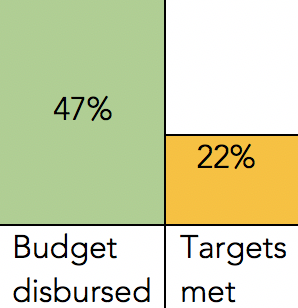 47%
22%
Budget
disbursed
Targets
met